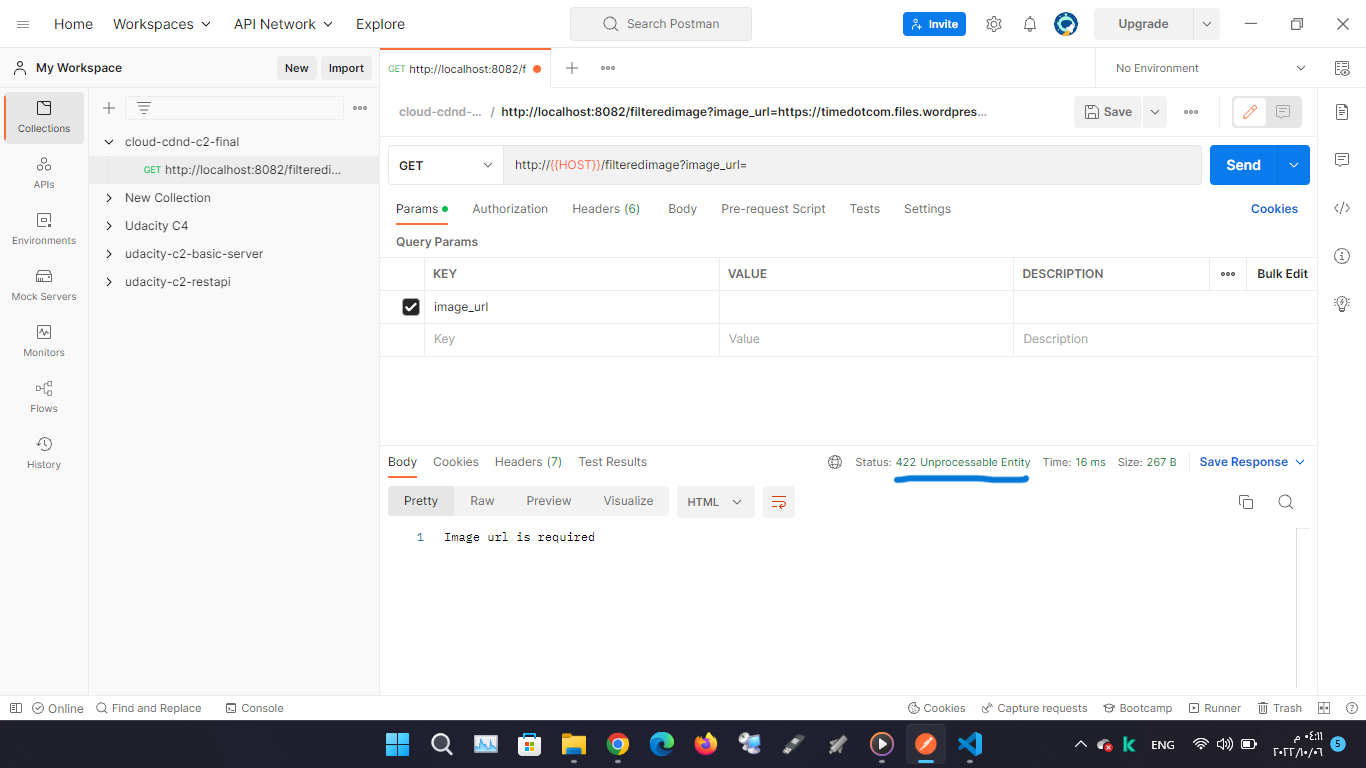 Home
Workspaces
API Network
Explore
Search Postman
Invite
Upgrade
My Workspace
New
Import
GET http://localhost:8082/f
No Environment
Collections
APIs
Environments
Mock Servers
Monitors
Flows
History
cloud-cdnd-c2-final
GET http://localhost:8082/filteredi...
New Collection
Udacity C4
udacity-c2-basic-server
udacity-c2-restapi
cloud-cdnd-... / http://localhost:8082/filteredimage?image_url=https://timedotcom.files.wordpres...
Save
GET
http://{{HOST}}/filteredimage?image_url=
Send
Params
Authorization
Headers (6)
Body
Pre-request Script
Tests
Settings
Cookies
Query Params
KEY
VALUE
DESCRIPTION
Bulk Edit
image_url
Key
Value
Description
Body
Cookies
Headers (7)
Test Results
Status: 422 Unprocessable Entity
Time: 16 ms
Size: 267 B
Save Response
Pretty
Raw
Preview
Visualize
HTML
1 Image url is required
Online
Find and Replace
Console
Cookies
Capture requests
Bootcamp
Runner
Trash
ENG
٠٤:١١ م
٢٠٢٢/١٠/٠٦
5